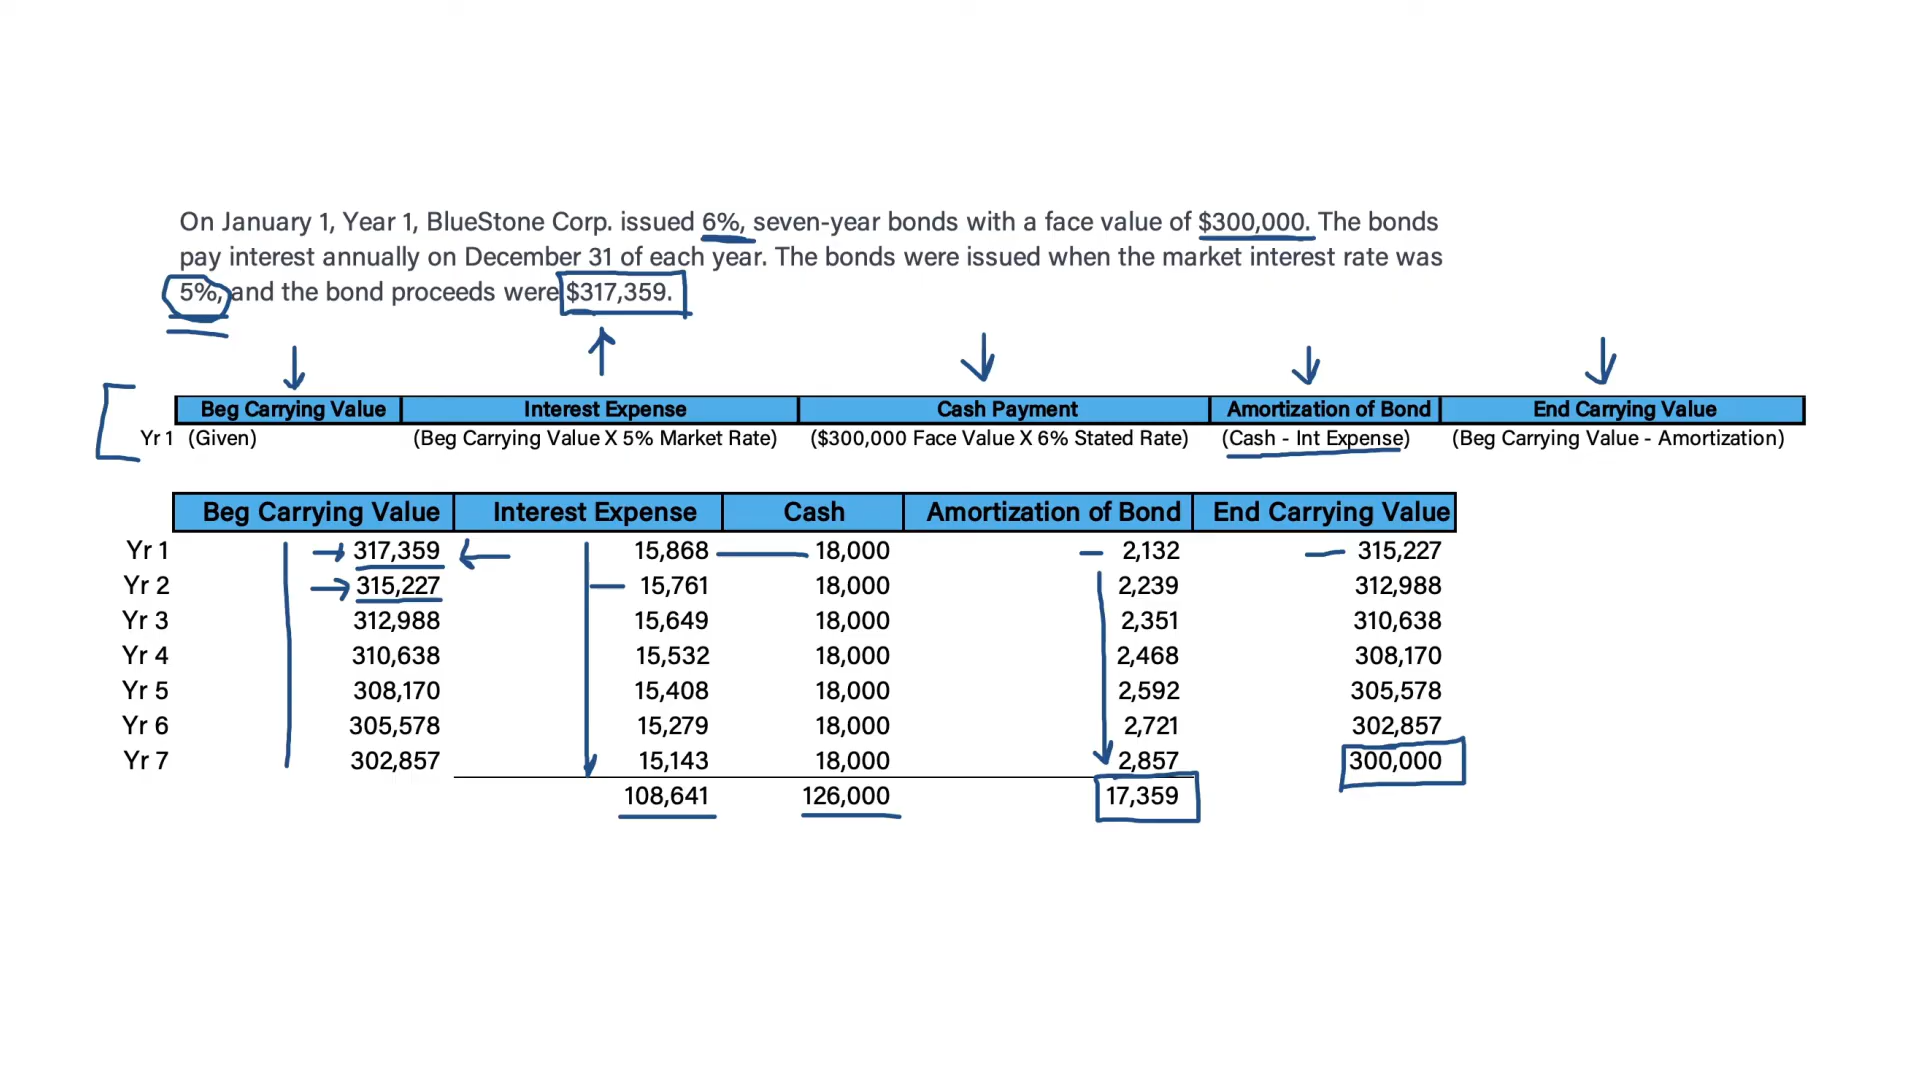 On January 1, Year 1, BlueStone Corp. issued 6%, seven-year bonds with a face value of $300,000. The bonds
pay interest annually on December 31 of each year. The bonds were issued when the market interest rate was
5%, and the bond proceeds were $317,359.
Beg Carrying Value Interest Expense Cash Payment Amortization of Bond End Carrying Value
Yr 1 (Given) (Beg Carrying Value X 5% Market Rate) ($300,000 Face Value X 6% Stated Rate) (Cash - Int Expense) (Beg Carrying Value - Amortization)
Beg Carrying Value Interest Expense Cash Amortization of Bond End Carrying Value
Yr 1 317,359 15,868 18,000 2,132 315,227
Yr 2 315,227 15,761 18,000 2,239 312,988
Yr 3 312,988 15,649 18,000 2,351 310,638
Yr 4 310,638 15,532 18,000 2,468 308,170
Yr 5 308,170 15,408 18,000 2,592 305,578
Yr 6 305,578 15,279 18,000 2,721 302,857
Yr 7 302,857 15,143 18,000 2,857 300,000
108,641 126,000 17,359